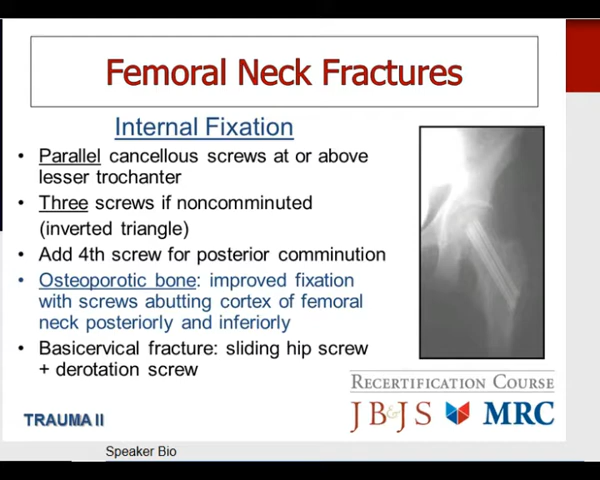 Femoral Neck Fractures
Internal Fixation
• Parallel cancellous screws at or above
lesser trochanter
• Three screws if noncomminuted
(inverted triangle)
• Add 4th screw for posterior comminution
• Osteoporotic bone: improved fixation
with screws abutting cortex of femoral
neck posteriorly and inferiorly
• Basicervical fracture: sliding hip screw
+ derotation screw
RECERTIFICATION COURSE
JB&JS MRC
TRAUMA II
Speaker Bio